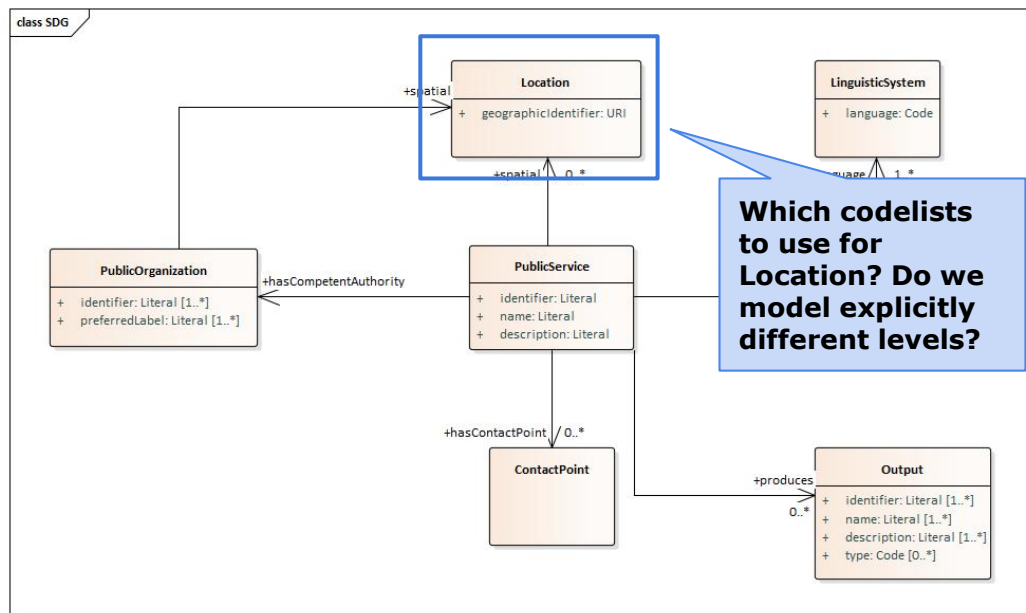 class SDG
Location
+ geographicIdentifier: URI
LinguisticSystem
+ language: Code
+spatial
+spatial 0..*
1..*
Which codelists
to use for
Location? Do we
model explicitly
different levels?
PublicOrganization
+ identifier: Literal [1..*]
+ preferredLabel: Literal [1..*]
+hasCompetentAuthority
PublicService
+ identifier: Literal
+ name: Literal
+ description: Literal
+hasContactPoint 0..*
ContactPoint
+produces
0..*
Output
+ identifier: Literal [1..*]
+ name: Literal [1..*]
+ description: Literal [1..*]
+ type: Code [0..*]